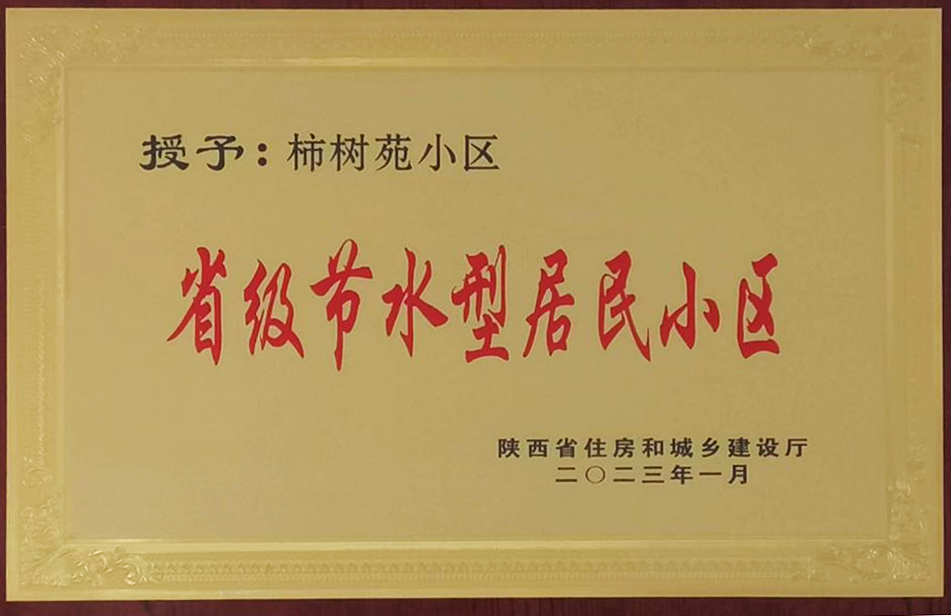 授予：柿树苑小区
省级节水型居民小区
陕西省住房和城乡建设厅
二〇二三年一月